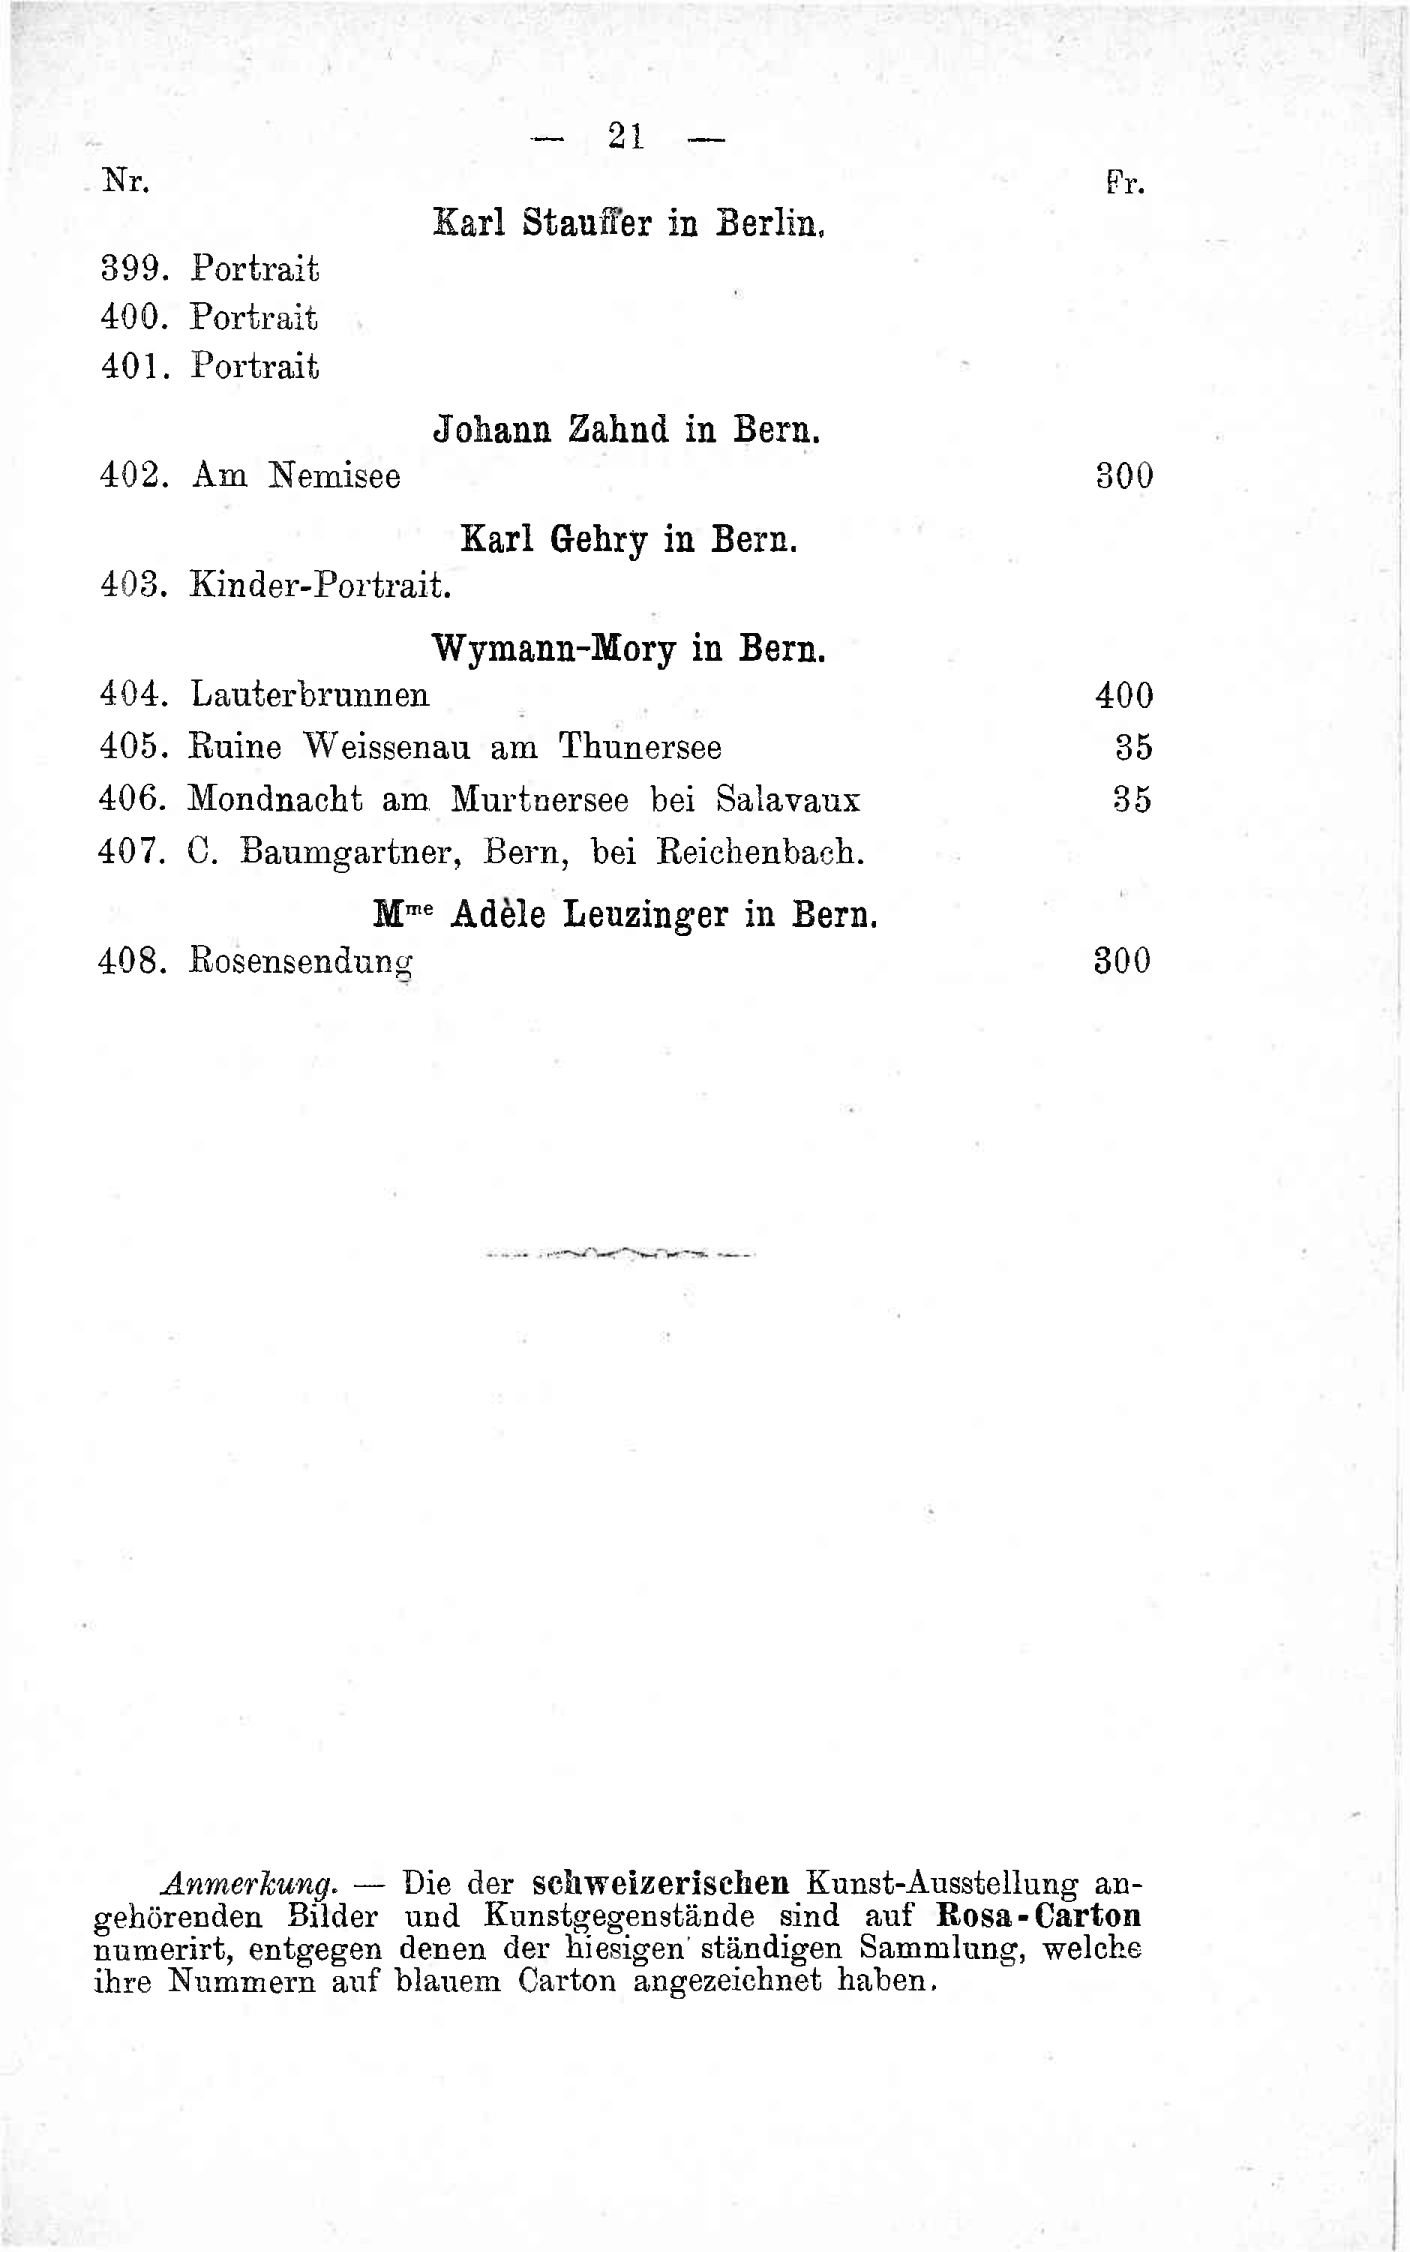 — 21 —
Nr. Fr.
Karl Stauffer in Berlin.
399. Portrait
400. Portrait
401. Portrait
Johann Zahnd in Bern.
402. Am Nemisee 300
Karl Gehry in Bern.
403. Kinder-Portrait.
Wymann-Mory in Bern.
404. Lauterbrunnen 400
405. Ruine Weissenau am Thunersee 35
406. Mondnacht am Murtnersee bei Salavaux 35
407. C. Baumgartner, Bern, bei Reichenbach.
Mme Adèle Leuzinger in Bern.
408. Rosensendung 300
Anmerkung. — Die der schweizerischen Kunst-Ausstellung an-
gehörenden Bilder und Kunstgegenstände sind auf Rosa-Carton
numerirt, entgegen denen der hiesigen ständigen Sammlung, welche
ihre Nummern auf blauem Carton angezeichnet haben.